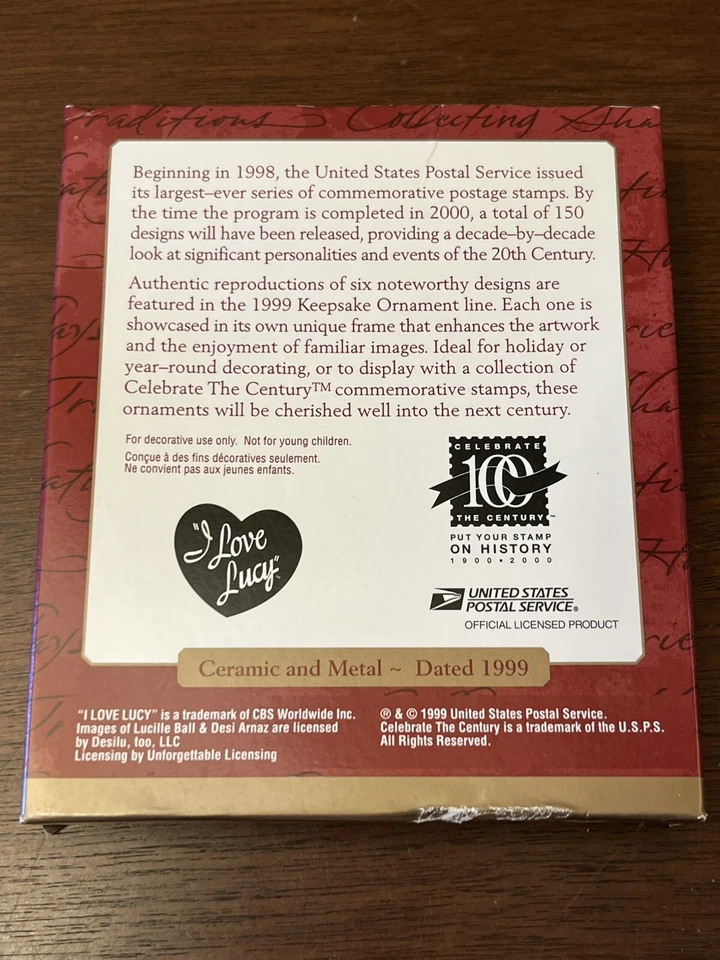 Traditions Collecting Sha
Beginning in 1998, the United States Postal Service issued
its largest–ever series of commemorative postage stamps. By
the time the program is completed in 2000, a total of 150
designs will have been released, providing a decade–by–decade
look at significant personalities and events of the 20th Century.
Authentic reproductions of six noteworthy designs are
featured in the 1999 Keepsake Ornament line. Each one is
showcased in its own unique frame that enhances the artwork
and the enjoyment of familiar images. Ideal for holiday or
year–round decorating, or to display with a collection of
Celebrate The Century™ commemorative stamps, these
ornaments will be cherished well into the next century.
For decorative use only. Not for young children.
Conçue à des fins décoratives seulement.
Ne convient pas aux jeunes enfants.
"I Love
Lucy"
CELEBRATE
100
THE CENTURY™
PUT YOUR STAMP
ON HISTORY
1900•2000
UNITED STATES
POSTAL SERVICE®
OFFICIAL LICENSED PRODUCT
Ceramic and Metal ~ Dated 1999
"I LOVE LUCY" is a trademark of CBS Worldwide Inc.
Images of Lucille Ball & Desi Arnaz are licensed
by Desilu, too, LLC
Licensing by Unforgettable Licensing
® & © 1999 United States Postal Service.
Celebrate The Century is a trademark of the U.S.P.S.
All Rights Reserved.